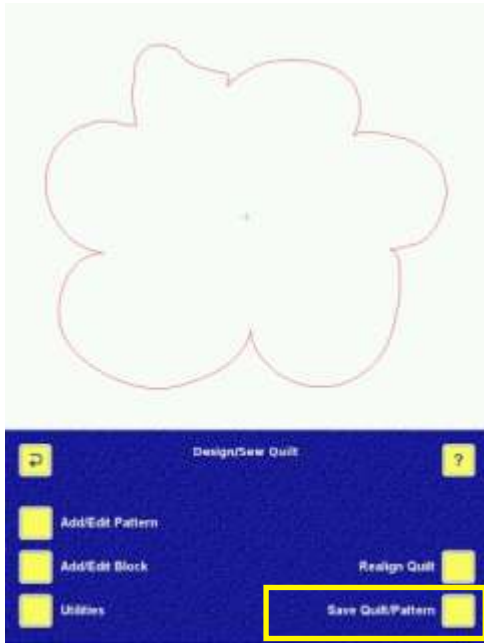 Design/Sew Quilt
?
Add/Edit Pattern
Add/Edit Block
Realign Quilt
Utilities
Save Quilt/Pattern